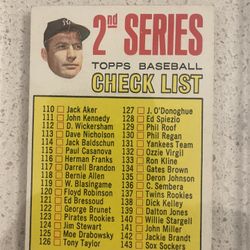 2nd SERIES
TOPPS BASEBALL
CHECK LIST
110 Jack Aker
111 John Kennedy
112 D. Wickersham
113 Dave Nicholson
114 Jack Baldschun
115 Paul Casanova
116 Herman Franks
117 Darrell Brandon
118 Bernie Allen
119 W. Blasingame
120 Floyd Robinson
121 Ed Bressoud
122 George Brunet
123 Pirates Rookies
124 Jim Stewart
125 Moe Drabowsky
126 Tony Taylor
127 J. O'Donoghue
128 Ed Spiezio
129 Phil Roof
130 Phil Regan
131 Yankees Rookies
132 Ozzie Virgil
133 Ron Kline
134 Gates Brown
135 Deron Johnson
136 C. Sembera
137 Twins Rookies
138 Dick Kelley
139 Dalton Jones
140 Willie Stargell
141 John Miller
142 Jackie Brandt
143 Sox Sockers